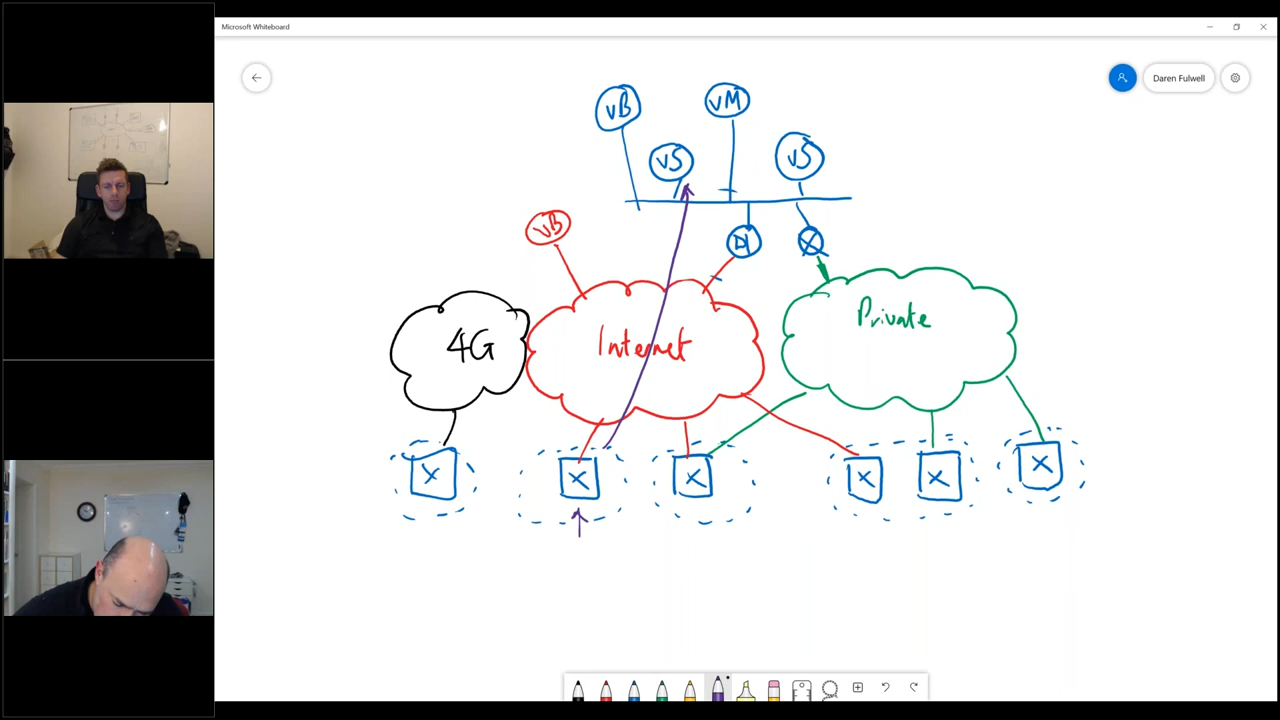 Microsoft Whiteboard
Daren Fulwell
vB
vM
vS
vS
vB
X
4G
Internet
Private
X
X
X
X
X
X